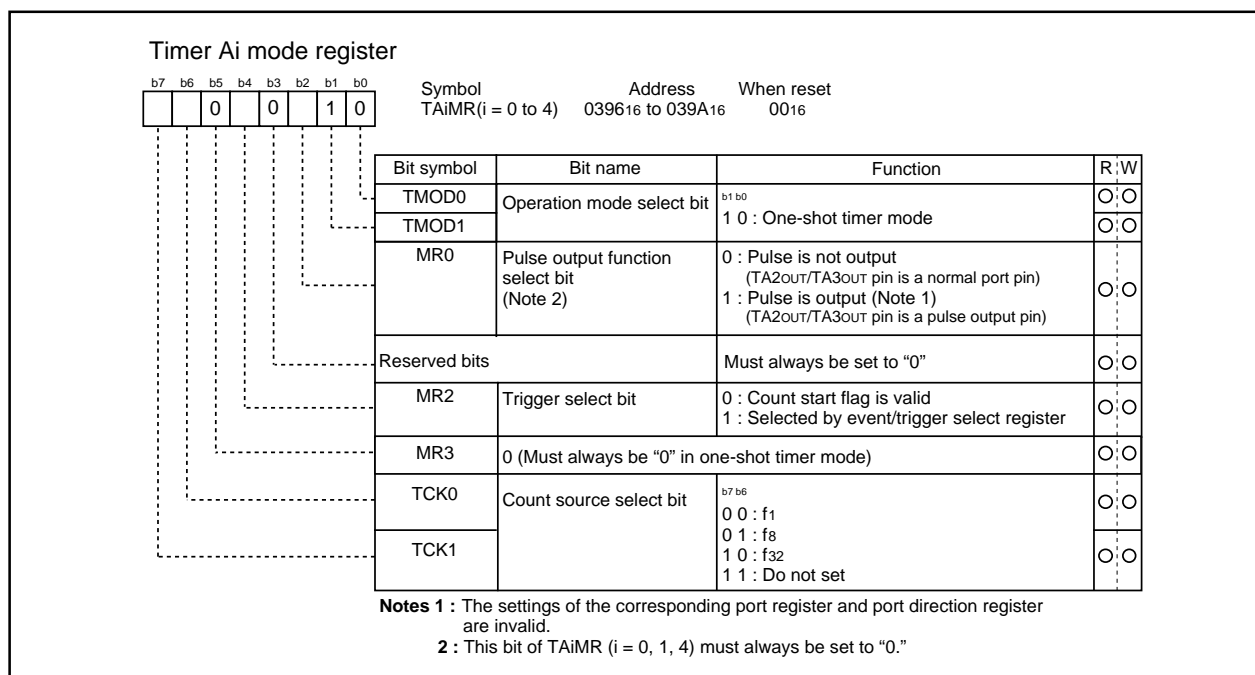 Timer Ai mode register
b7 b6 b5 b4 b3 b2 b1 b0
0 0 1 0
Symbol Address When reset
TAiMR(i = 0 to 4) 039616 to 039A16 0016
Bit symbol Bit name Function R W
TMOD0 Operation mode select bit b1 b0
1 0 : One-shot timer mode
TMOD1
MR0 Pulse output function select bit (Note 2)
0 : Pulse is not output
(TA2OUT/TA3OUT pin is a normal port pin)
1 : Pulse is output (Note 1)
(TA2OUT/TA3OUT pin is a pulse output pin)
Reserved bits Must always be set to “0”
MR2 Trigger select bit 0 : Count start flag is valid
1 : Selected by event/trigger select register
MR3 0 (Must always be “0” in one-shot timer mode)
TCK0 Count source select bit b7 b6
0 0 : f1
0 1 : f8
TCK1 1 0 : f32
1 1 : Do not set
Notes 1 : The settings of the corresponding port register and port direction register
are invalid.
2 : This bit of TAiMR (i = 0, 1, 4) must always be set to “0.”